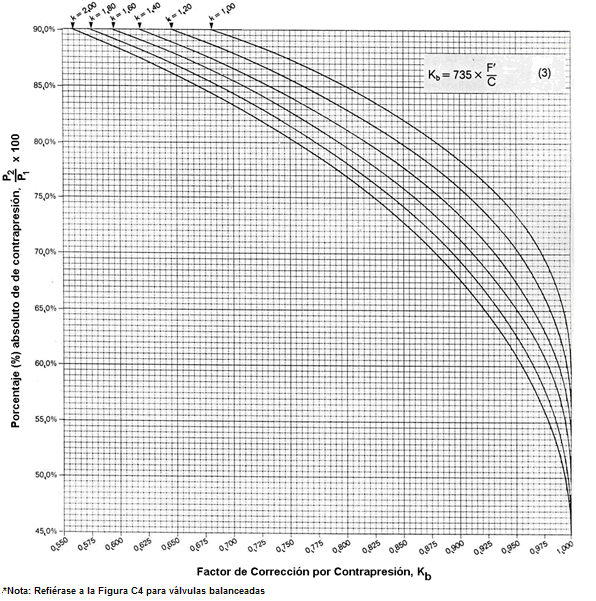 k = 2,00
k = 1,80
k = 1,60
k = 1,40
k = 1,20
k = 1,00
90,0%
85,0%
80,0%
75,0%
70,0%
65,0%
60,0%
55,0%
50,0%
45,0%
Porcentaje (%) absoluto de de contrapresión, P2/P1 x 100
Kb = 735 × F'/C (3)
0,550 0,575 0,600 0,625 0,650 0,675 0,700 0,725 0,750 0,775 0,800 0,825 0,850 0,875 0,900 0,925 0,950 0,975 1,000
Factor de Corrección por Contrapresión, Kb
*Nota: Refiérase a la Figura C4 para válvulas balanceadas